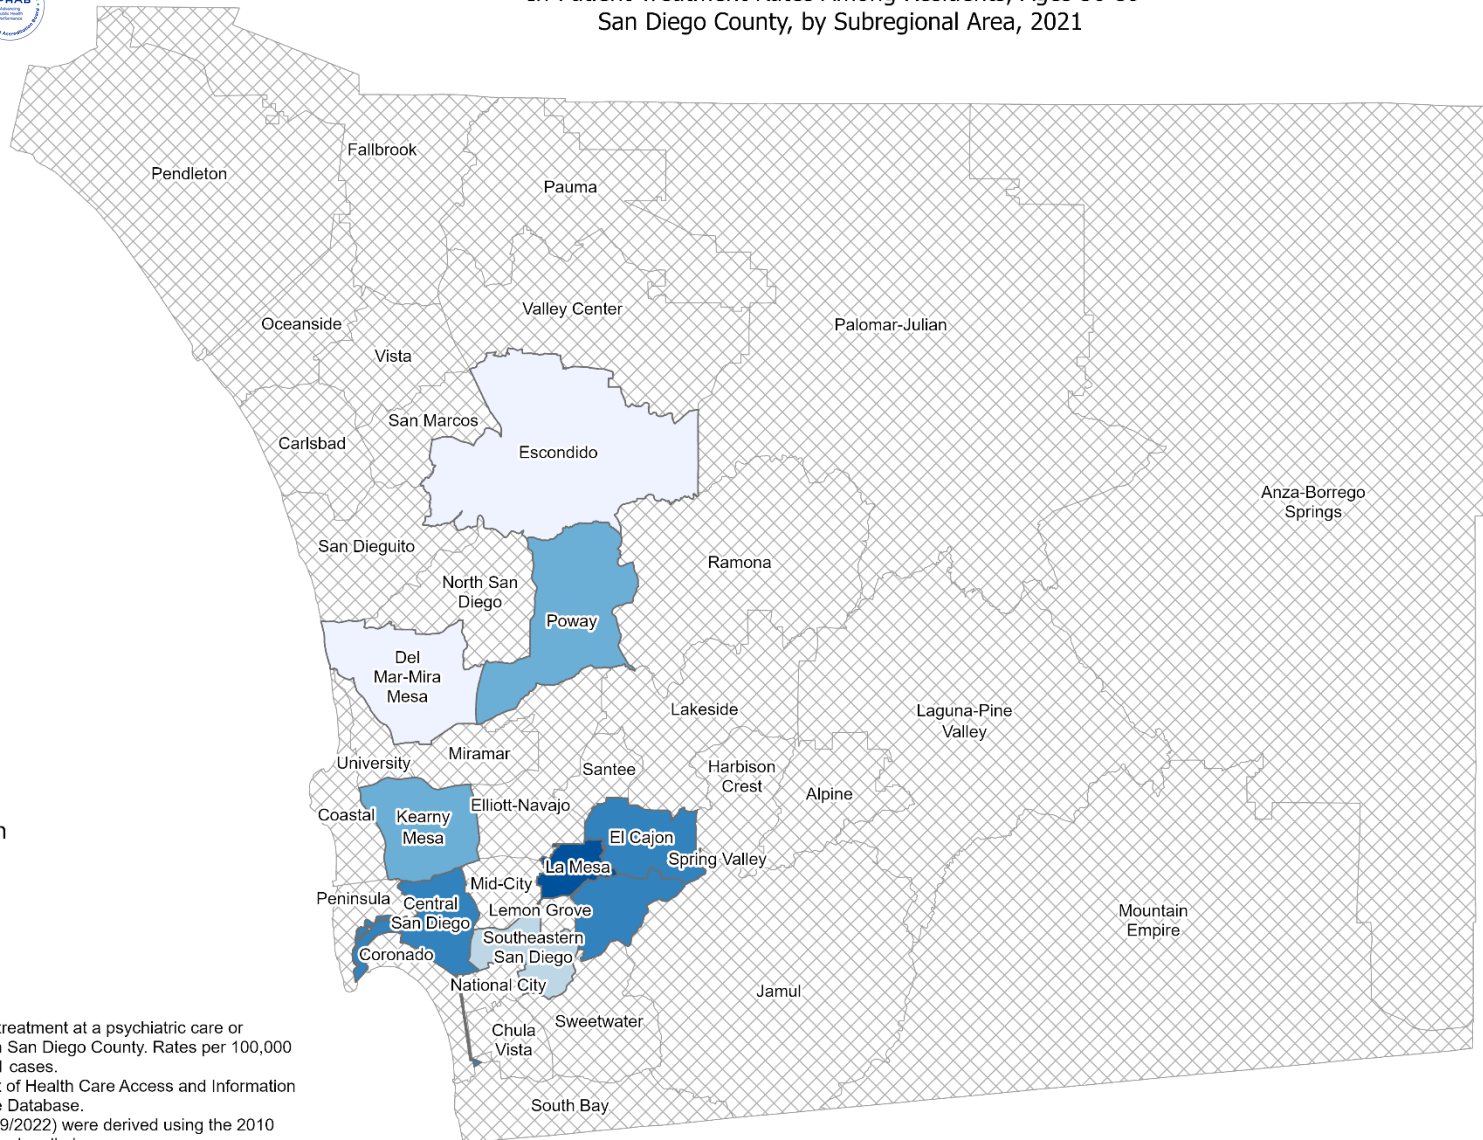 San Diego County, by Subregional Area, 2021
Advancing
Public Health
Performance
Fallbrook
Pendleton
Pauma
Valley Center
Oceanside
Palomar-Julian
Vista
San Marcos
Carlsbad
Escondido
Anza-Borrego
Springs
San Dieguito
Ramona
North San
Diego
Poway
Del
Mar-Mira
Mesa
Lakeside
Laguna-Pine
Valley
Miramar
University
Santee
Harbison
Crest
Alpine
Coastal
Kearny
Mesa
Elliott-Navajo
El Cajon
Spring Valley
La Mesa
Mid-City
Peninsula
Central
San Diego
Lemon Grove
Mountain
Empire
Southeastern
San Diego
Coronado
National City
Jamul
Sweetwater
Chula
Vista
South Bay
n
treatment at a psychiatric care or
San Diego County. Rates per 100,000
cases.
of Health Care Access and Information
Database.
9/2022) were derived using the 2010